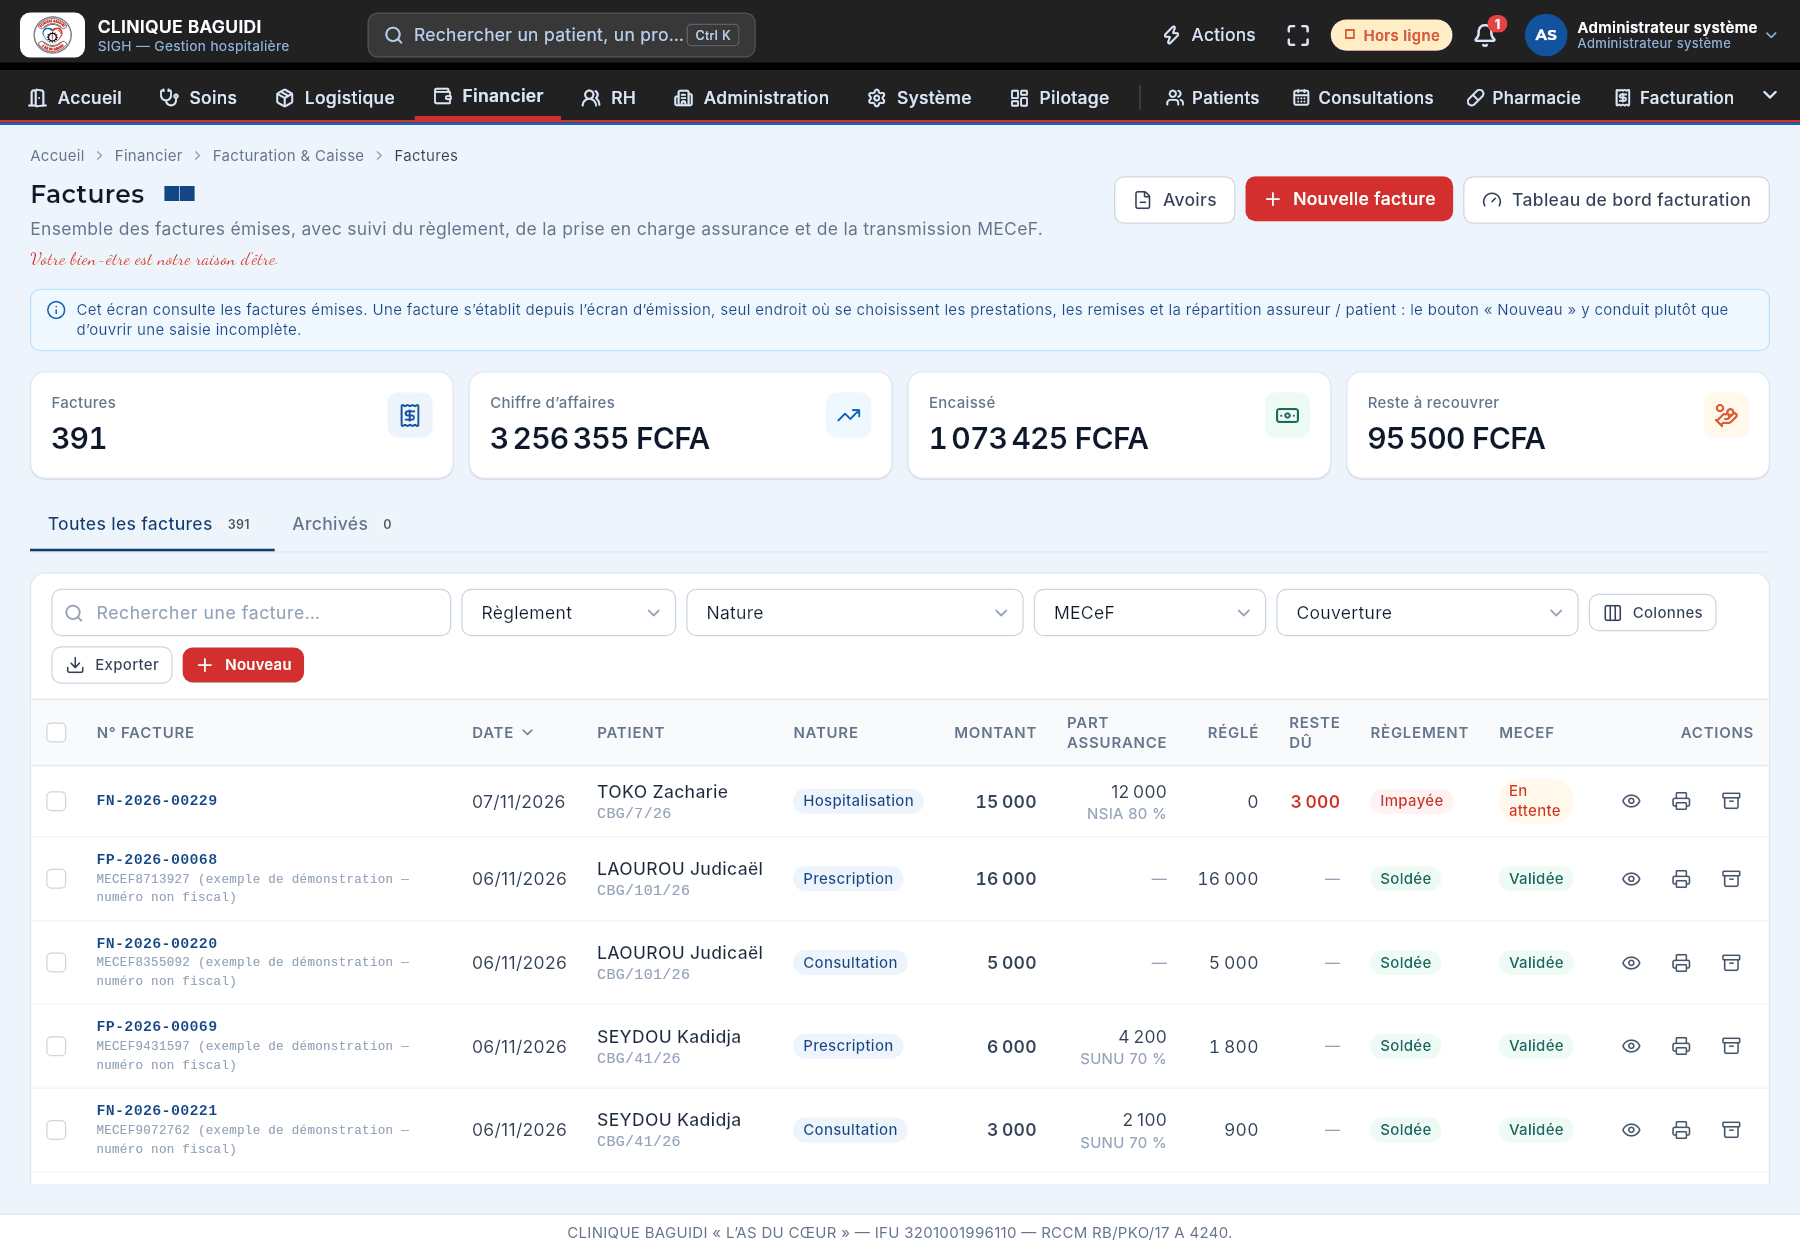 CLINIQUE BAGUIDI
SIGH — Gestion hospitalière
Rechercher un patient, un pro... Ctrl K
Actions
Hors ligne
1
AS
Administrateur système
Administrateur système
Accueil Soins Logistique Financier RH Administration Système Pilotage Patients Consultations Pharmacie Facturation
Accueil > Financier > Facturation & Caisse > Factures
Factures
Avoirs
+ Nouvelle facture
Tableau de bord facturation
Ensemble des factures émises, avec suivi du règlement, de la prise en charge assurance et de la transmission MECeF.
Votre bien-être est notre raison d'être.
Cet écran consulte les factures émises. Une facture s’établit depuis l’écran d’émission, seul endroit où se choisissent les prestations, les remises et la répartition assureur / patient : le bouton « Nouveau » y conduit plutôt que
d’ouvrir une saisie incomplète.
Factures
391
Chiffre d’affaires
3 256 355 FCFA
Encaissé
1 073 425 FCFA
Reste à recouvrer
95 500 FCFA
Toutes les factures 391 Archivés 0
Rechercher une facture... Règlement Nature MECeF Couverture Colonnes
Exporter + Nouveau
N° FACTURE DATE PATIENT NATURE MONTANT PART ASSURANCE RÉGLÉ RESTE DÛ RÈGLEMENT MECEF ACTIONS
FN-2026-00229 07/11/2026 TOKO Zacharie Hospitalisation 15 000 12 000 0 3 000 Impayée En attente
CBG/7/26 NSIA 80 %
FP-2026-00068 06/11/2026 LAOUROU Judicaël Prescription 16 000 — 16 000 — Soldée Validée
MECEF8713927 (exemple de démonstration — CBG/101/26
numéro non fiscal)
FN-2026-00220 06/11/2026 LAOUROU Judicaël Consultation 5 000 — 5 000 — Soldée Validée
MECEF8355092 (exemple de démonstration — CBG/101/26
numéro non fiscal)
FP-2026-00069 06/11/2026 SEYDOU Kadidja Prescription 6 000 4 200 1 800 — Soldée Validée
MECEF9431597 (exemple de démonstration — CBG/41/26 SUNU 70 %
numéro non fiscal)
FN-2026-00221 06/11/2026 SEYDOU Kadidja Consultation 3 000 2 100 900 — Soldée Validée
MECEF9072762 (exemple de démonstration — CBG/41/26 SUNU 70 %
numéro non fiscal)
CLINIQUE BAGUIDI « L’AS DU CŒUR » — IFU 3201001996110 — RCCM RB/PKO/17 A 4240.